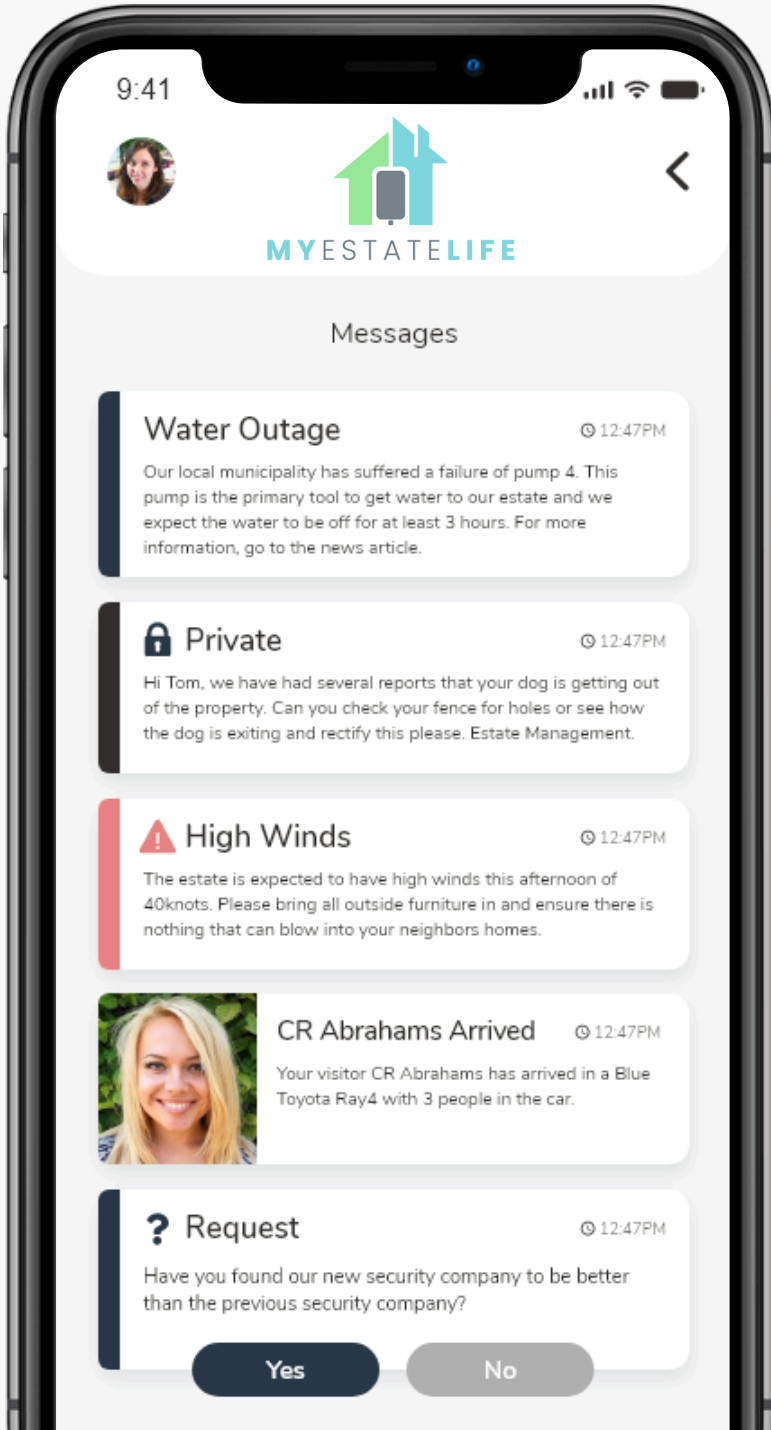 9:41
MYESTATELIFE
Messages
Water Outage
12:47PM
Our local municipality has suffered a failure of pump 4. This
pump is the primary tool to get water to our estate and we
expect the water to be off for at least 3 hours. For more
information, go to the news article.
Private
12:47PM
Hi Tom, we have had several reports that your dog is getting out
of the property. Can you check your fence for holes or see how
the dog is exiting and rectify this please. Estate Management.
High Winds
12:47PM
The estate is expected to have high winds this afternoon of
40knots. Please bring all outside furniture in and ensure there is
nothing that can blow into your neighbors homes.
CR Abrahams Arrived
12:47PM
Your visitor CR Abrahams has arrived in a Blue
Toyota Ray4 with 3 people in the car.
? Request
12:47PM
Have you found our new security company to be better
than the previous security company?
Yes
No